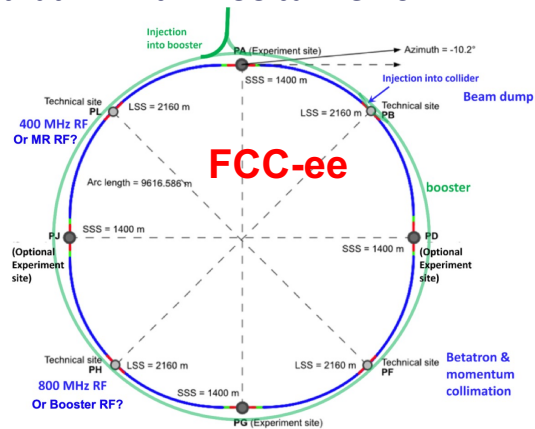 Injection
into booster
PA (Experiment site)
Azimuth = -10.2°
SSS = 1400 m
Injection into collider
Beam dump
Technical site
PL
LSS = 2160 m
LSS = 2160 m
Technical site
PB
400 MHz RF
Or MR RF?
FCC-ee
Arc length = 9616.586 m
booster
PJ
SSS = 1400 m
SSS = 1400 m
PD
(Optional
Experiment
site)
(Optional
Experiment
site)
Technical site
PH
LSS = 2160 m
LSS = 2160 m
Technical site
PF
Betatron &
momentum
collimation
800 MHz RF
Or Booster RF?
SSS = 1400 m
PG (Experiment site)